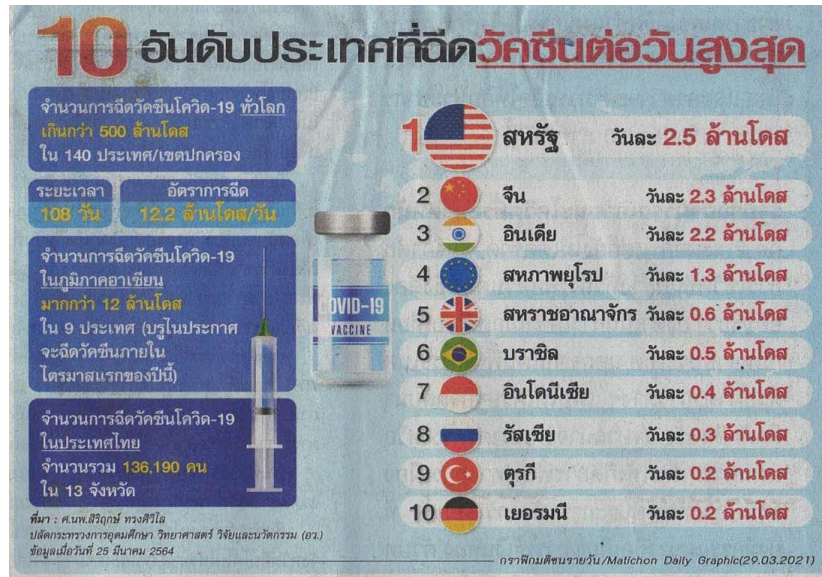 10 อันดับประเทศที่ฉีดวัคซีนต่อวันสูงสุด
จำนวนการฉีดวัคซีนโควิด-19 ทั่วโลก
เกินกว่า 500 ล้านโดส
ใน 140 ประเทศ/เขตปกครอง
ระยะเวลา
108 วัน
อัตราการฉีด
12.2 ล้านโดส/วัน
จำนวนการฉีดวัคซีนโควิด-19
ในภูมิภาคอาเซียน
มากกว่า 12 ล้านโดส
ใน 9 ประเทศ (บรูไนประกาศ
จะฉีดวัคซีนภายใน
ไตรมาสแรกของปีนี้)
จำนวนการฉีดวัคซีนโควิด-19
ในประเทศไทย
จำนวนรวม 136,190 คน
ใน 13 จังหวัด
ที่มา : ศ.นพ.สิริฤกษ์ ทรงศิวิไล
ปลัดกระทรวงการอุดมศึกษา วิทยาศาสตร์ วิจัยและนวัตกรรม (อว.)
ข้อมูลเมื่อวันที่ 25 มีนาคม 2564
OVID-19
VACCINE
1 สหรัฐ วันละ 2.5 ล้านโดส
2 จีน วันละ 2.3 ล้านโดส
3 อินเดีย วันละ 2.2 ล้านโดส
4 สหภาพยุโรป วันละ 1.3 ล้านโดส
5 สหราชอาณาจักร วันละ 0.6 ล้านโดส
6 บราซิล วันละ 0.5 ล้านโดส
7 อินโดนีเซีย วันละ 0.4 ล้านโดส
8 รัสเซีย วันละ 0.3 ล้านโดส
9 ตุรกี วันละ 0.2 ล้านโดส
10 เยอรมนี วันละ 0.2 ล้านโดส
กราฟิกมติชนรายวัน/Matichon Daily Graphic(29.03.2021)